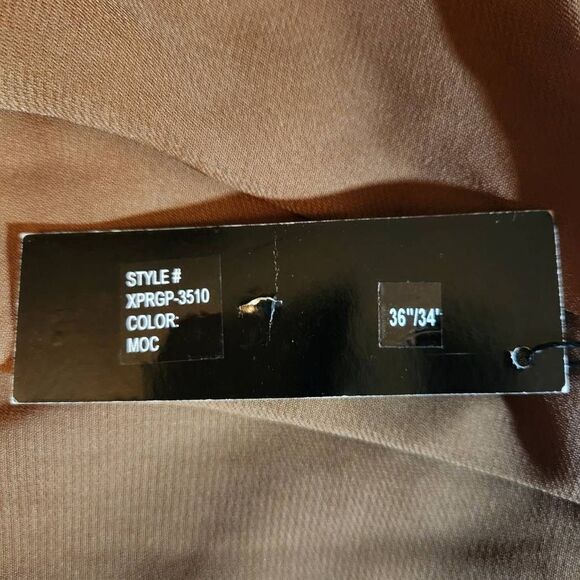 STYLE #
XPRGP-3510
COLOR:
MOC
36"/34"